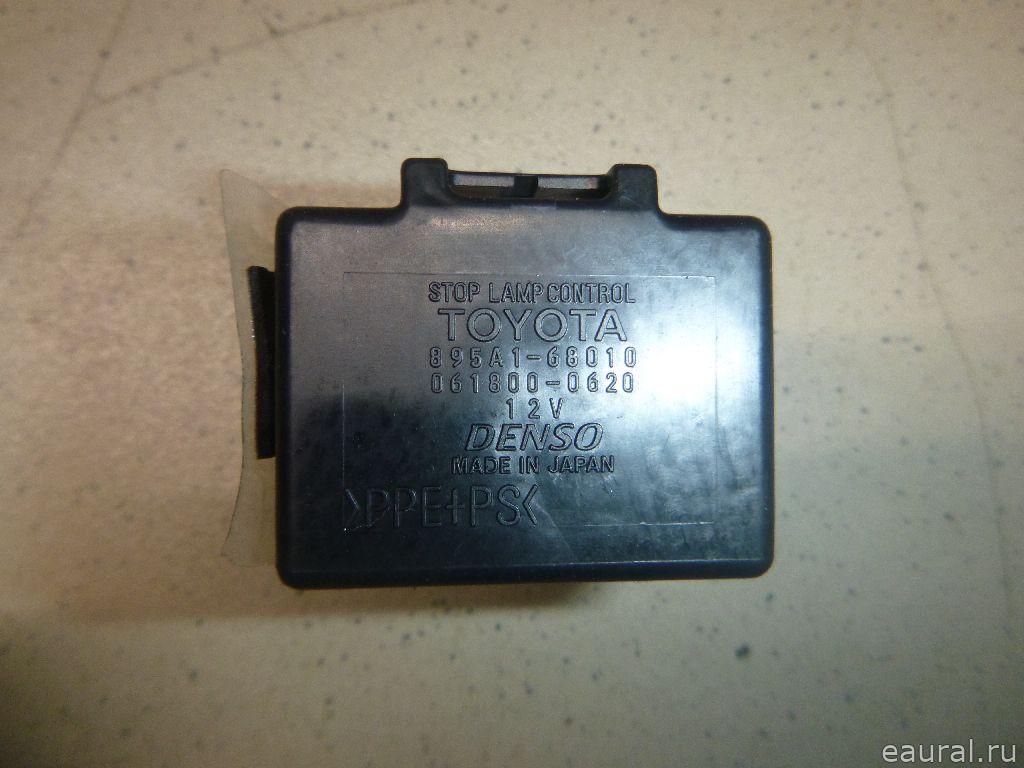 STOP LAMP CONTROL
TOYOTA
895A1-68010
061800-0620
12V
DENSO
MADE IN JAPAN
>PPE+PS<
eaural.ru